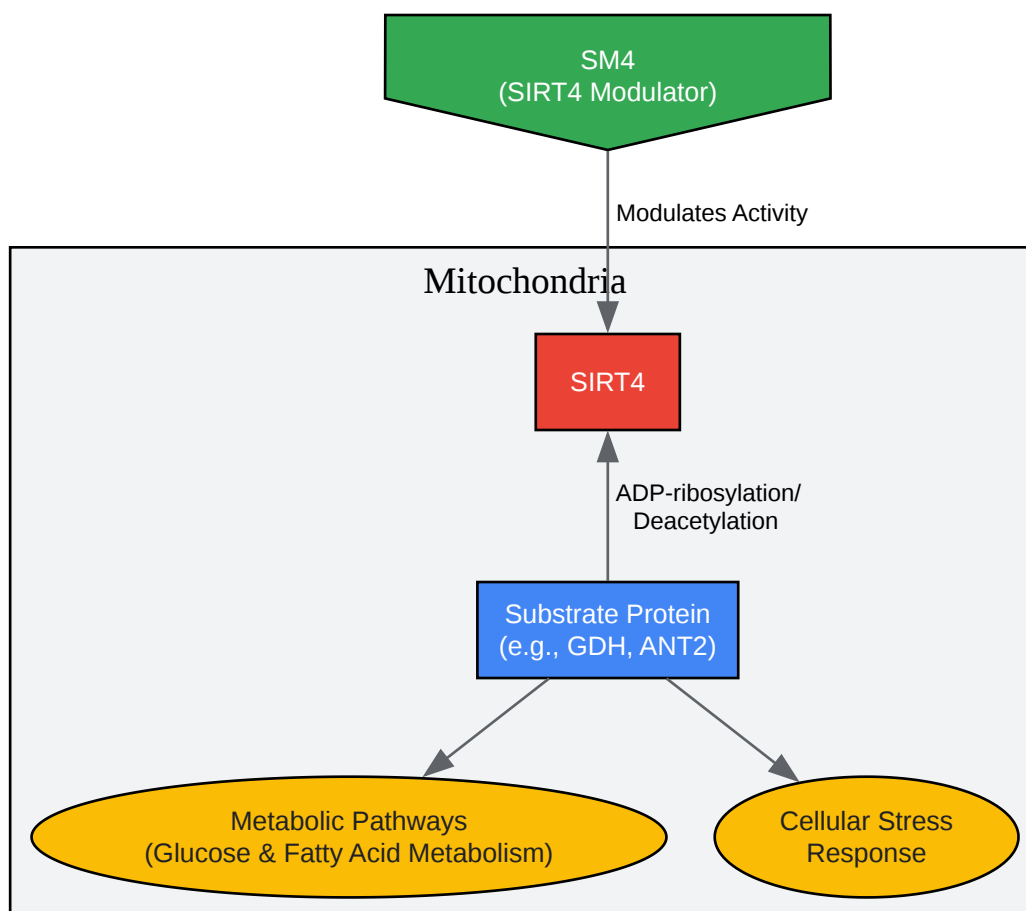 SM4
(SIRT4 Modulator)
Modulates Activity
Mitochondria
SIRT4
ADP-ribosylation/
Deacetylation
Substrate Protein
(e.g., GDH, ANT2)
Metabolic Pathways
(Glucose & Fatty Acid Metabolism)
Cellular Stress
Response